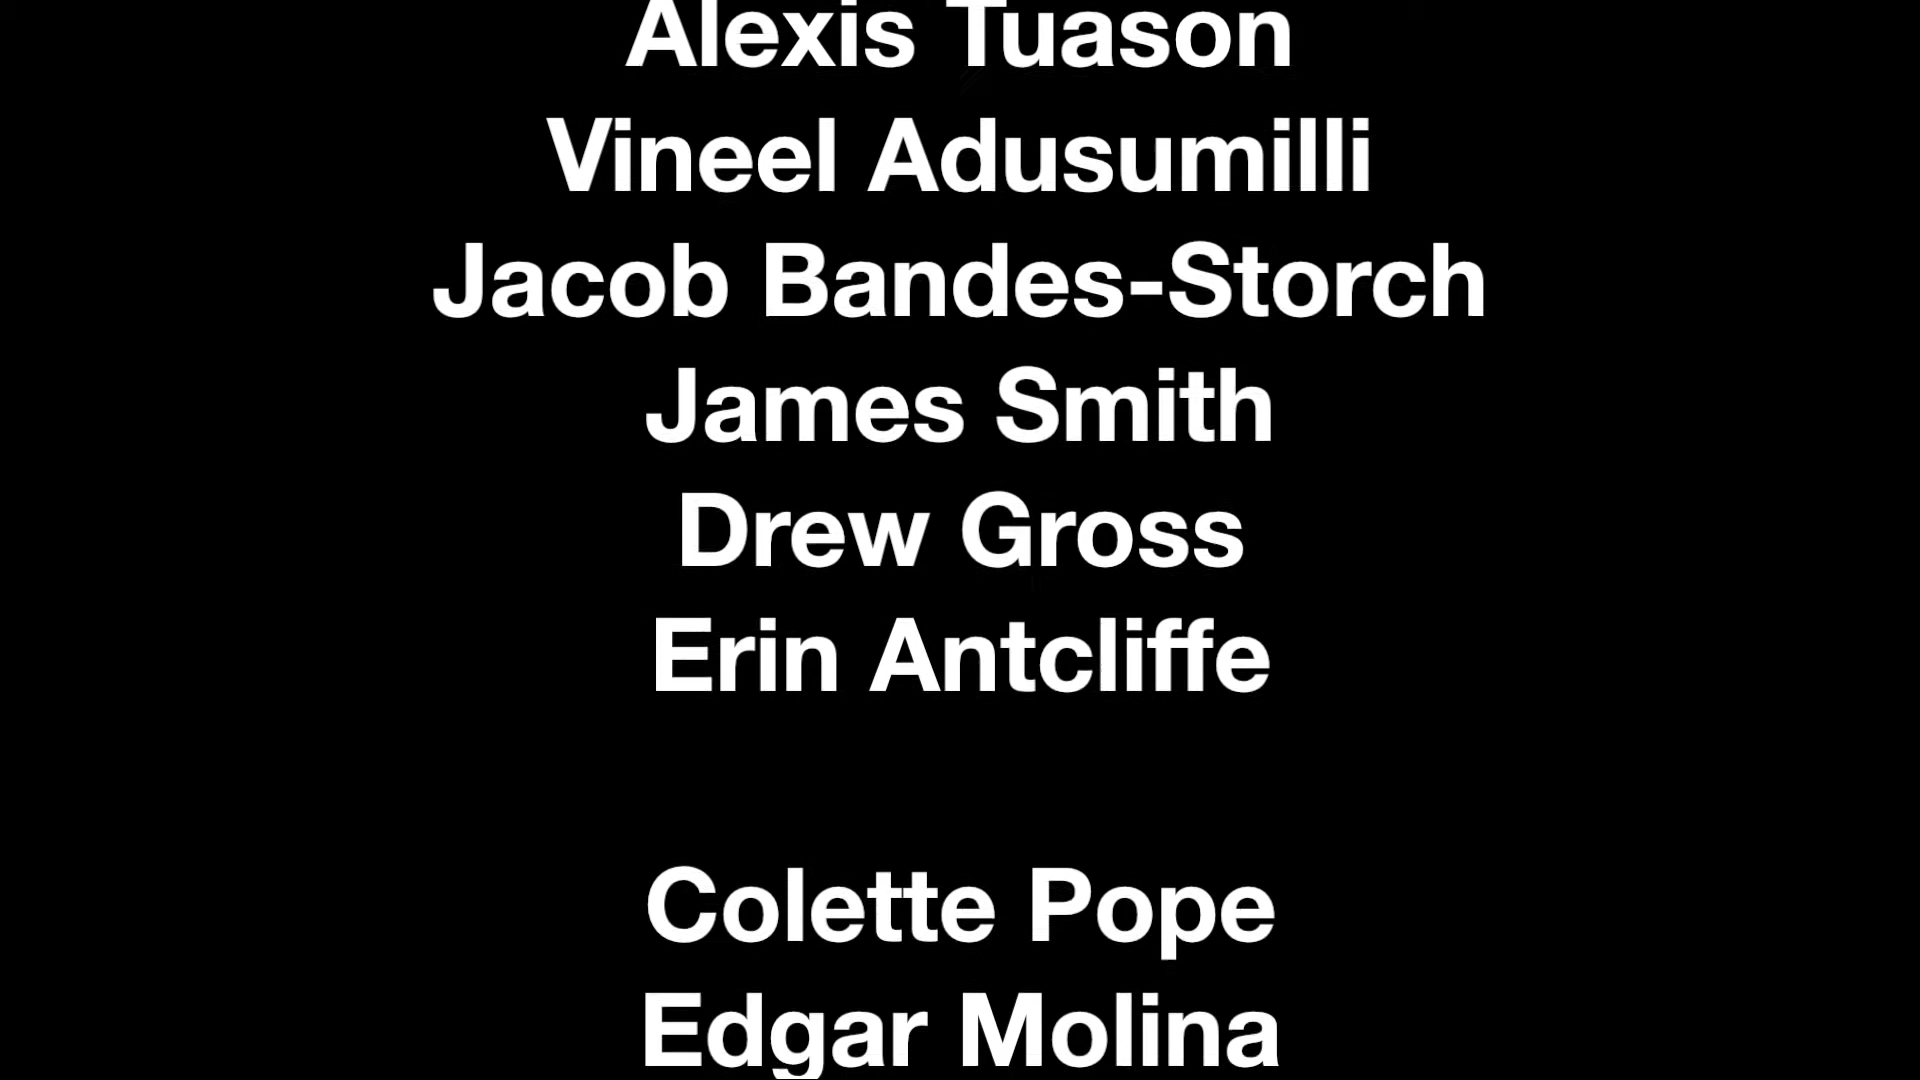 Alexis Tuason
Vineel Adusumilli
Jacob Bandes-Storch
James Smith
Drew Gross
Erin Antcliffe
Colette Pope
Edgar Molina